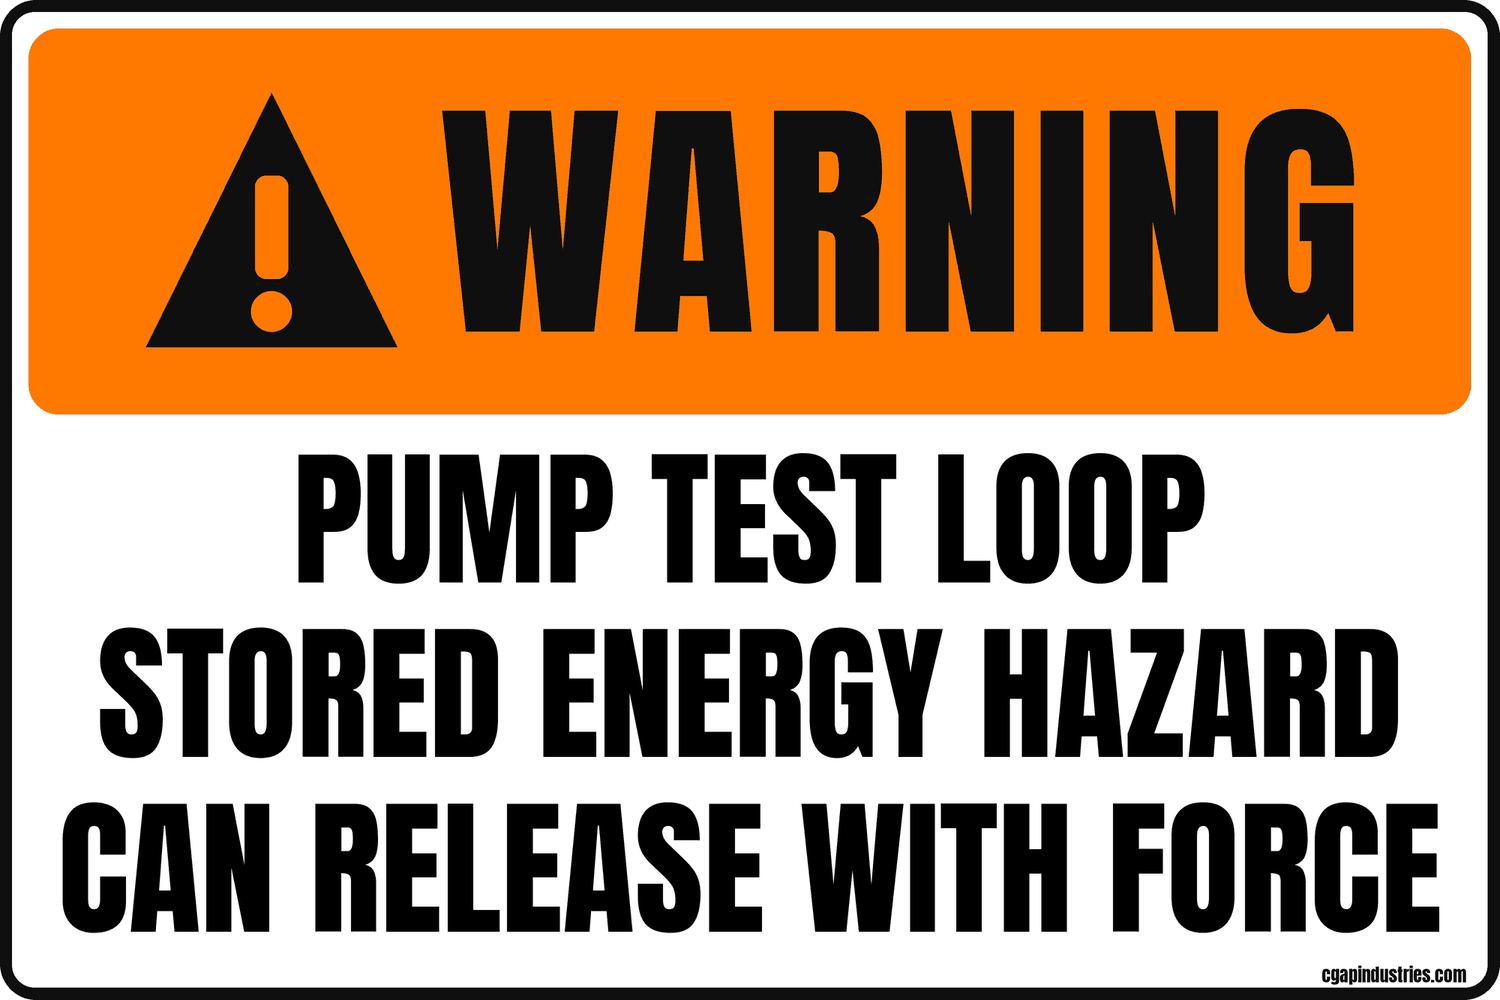 WARNING
PUMP TEST LOOP
STORED ENERGY HAZARD
CAN RELEASE WITH FORCE
cgapindustries.com